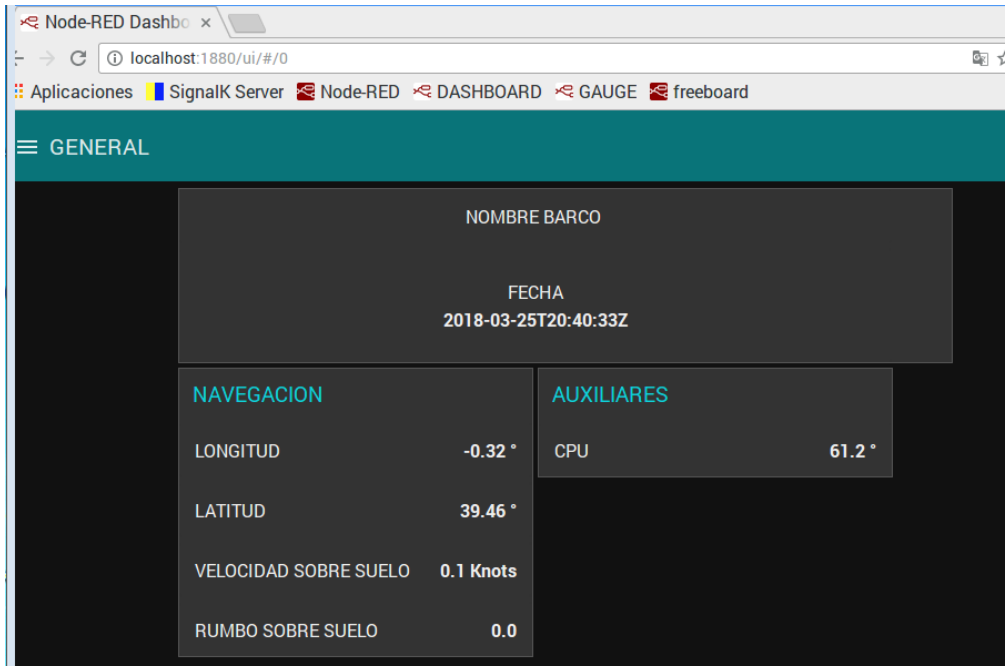 Node-RED Dashbo
localhost:1880/ui/#/0
Aplicaciones SignalK Server Node-RED DASHBOARD GAUGE freeboard
GENERAL
NOMBRE BARCO
FECHA
2018-03-25T20:40:33Z
NAVEGACION
LONGITUD -0.32 °
LATITUD 39.46 °
VELOCIDAD SOBRE SUELO 0.1 Knots
RUMBO SOBRE SUELO 0.0
AUXILIARES
CPU 61.2 °